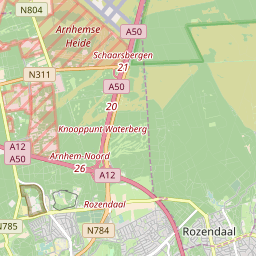 N804
Arnhemse
Heide
A50
Schaarsbergen
21
N311
A50
20
Knooppunt Waterberg
A12
A50
Arnhem-Noord
26
A12
Rozendaal
N785
N784
Rozendaal